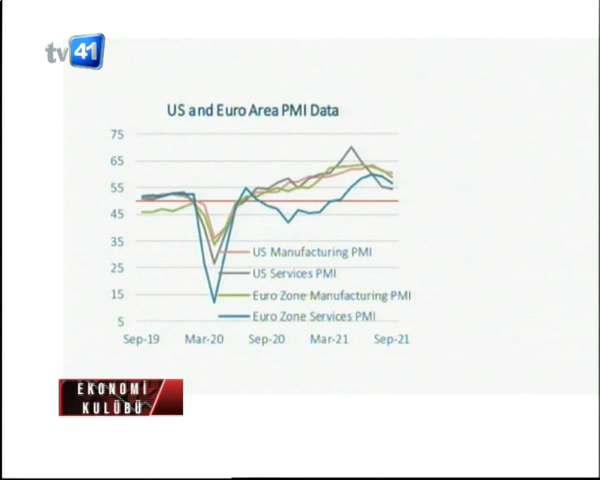 tv41
US and Euro Area PMI Data
75
65
55
45
35
25
15
5
US Manufacturing PMI
US Services PMI
Euro Zone Manufacturing PMI
Euro Zone Services PMI
Sep-19 Mar-20 Sep-20 Mar-21 Sep-21
EKONOMİ
KULÜBÜ